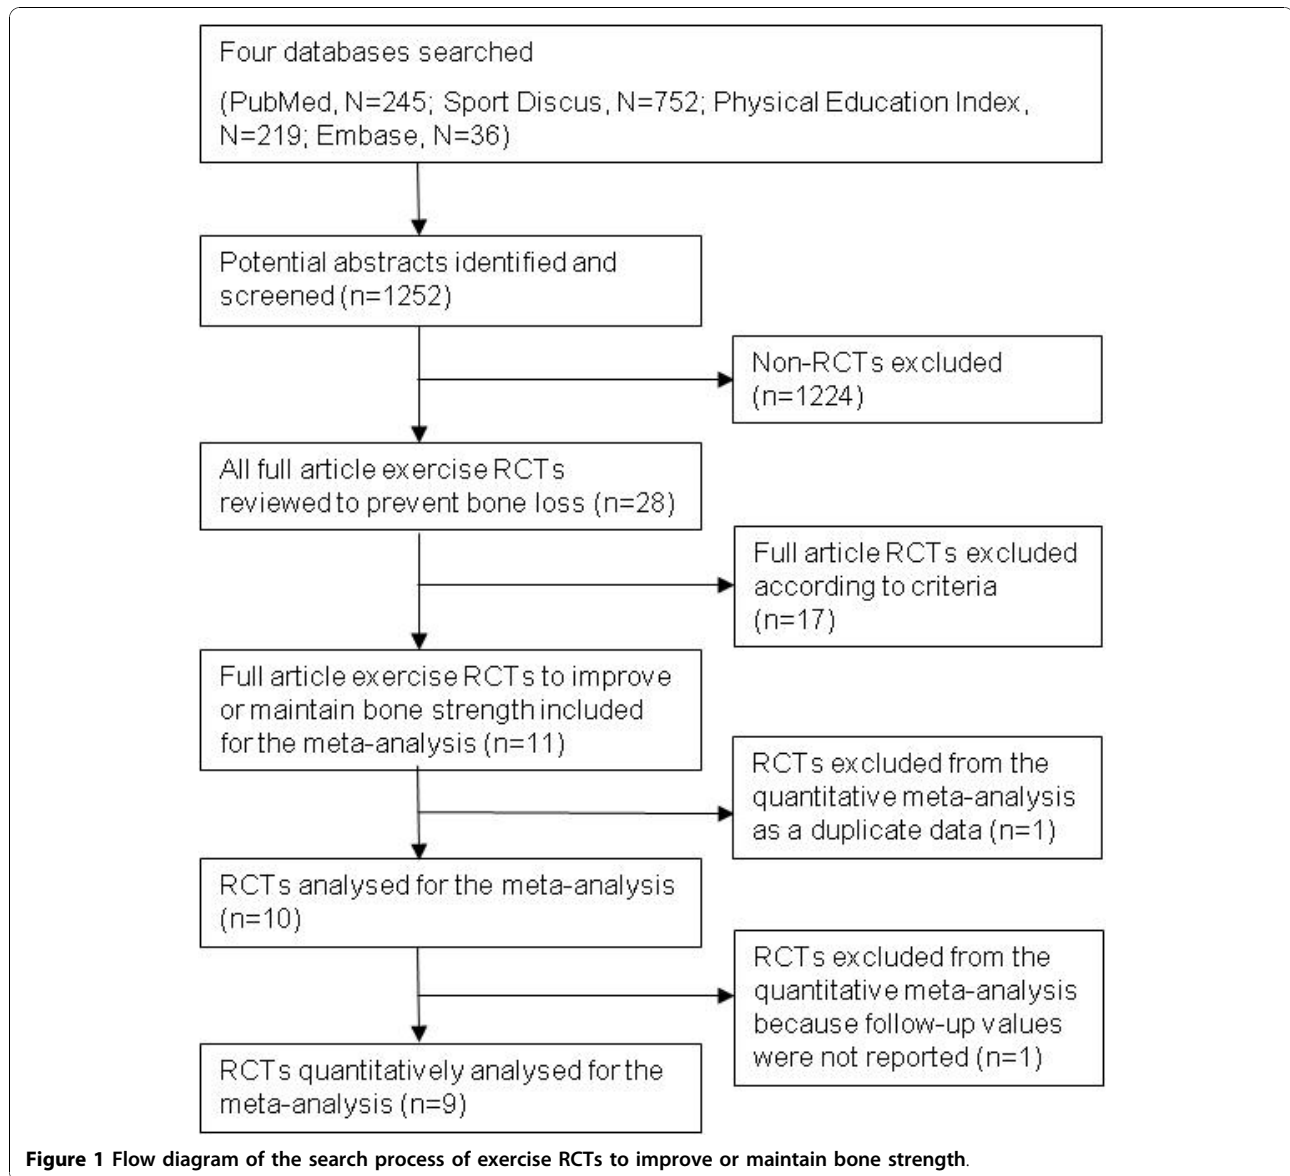 Four databases searched
(PubMed, N=245; Sport Discus, N=752; Physical Education Index,
N=219; Embase, N=36)
Potential abstracts identified and
screened (n=1252)
Non-RCTs excluded
(n=1224)
All full article exercise RCTs
reviewed to prevent bone loss (n=28)
Full article RCTs excluded
according to criteria
(n=17)
Full article exercise RCTs to improve
or maintain bone strength included
for the meta-analysis (n=11)
RCTs excluded from the
quantitative meta-analysis
as a duplicate data (n=1)
RCTs analysed for the meta-analysis
(n=10)
RCTs excluded from the
quantitative meta-analysis
because follow-up values
were not reported (n=1)
RCTs quantitatively analysed for the
meta-analysis (n=9)
Figure 1 Flow diagram of the search process of exercise RCTs to improve or maintain bone strength.